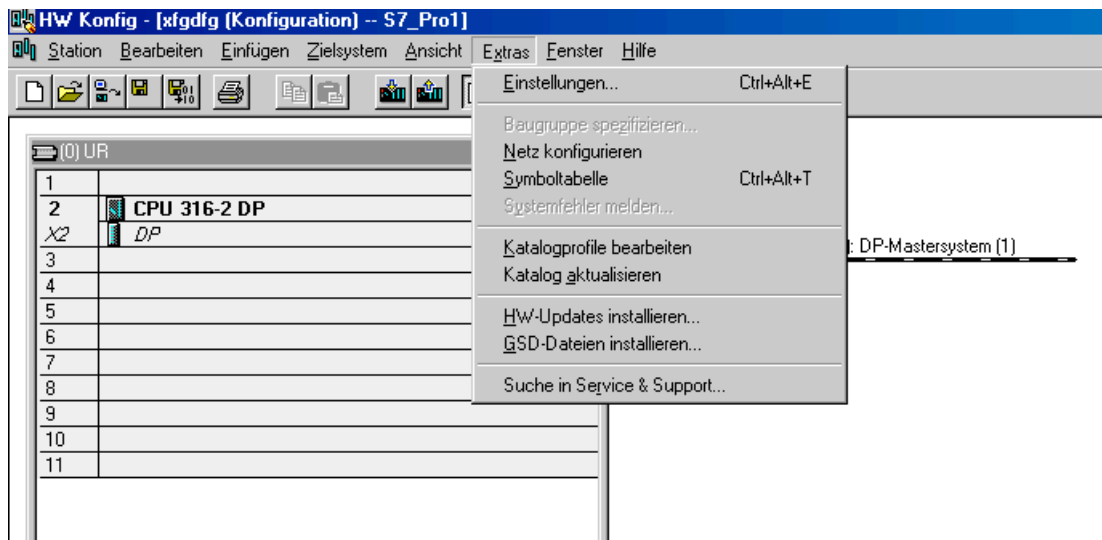 HW Konfig - [xfgdfg (Konfiguration) -- S7_Pro1]
Station Bearbeiten Einfügen Zielsystem Ansicht Extras Fenster Hilfe
Einstellungen... Ctrl+Alt+E
Baugruppe spezifizieren...
Netz konfigurieren
Symboltabelle Ctrl+Alt+T
Systemfehler melden...
Katalogprofile bearbeiten
Katalog aktualisieren
HW-Updates installieren...
GSD-Dateien installieren...
Suche in Service & Support...
(0) UR
1
2 CPU 316-2 DP
X2 DP
3
4
5
6
7
8
9
10
11
: DP-Mastersystem (1)